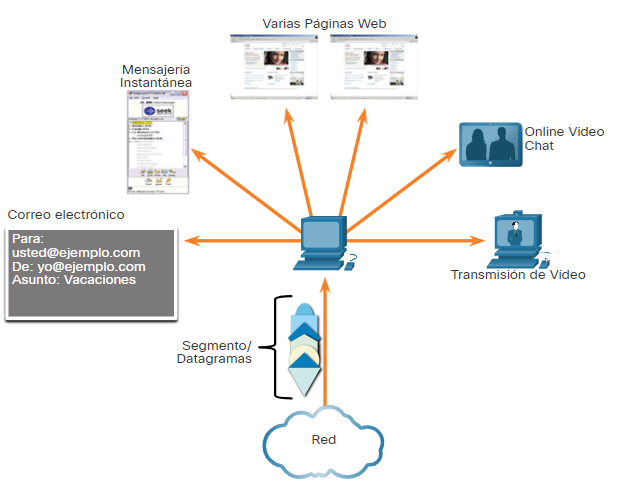 Varias Páginas Web
Mensajería
Instantánea
Online Video
Chat
Correo electrónico
Para:
usted@ejemplo.com
De: yo@ejemplo.com
Asunto: Vacaciones
Transmisión de Vídeo
Segmento/
Datagramas
Red